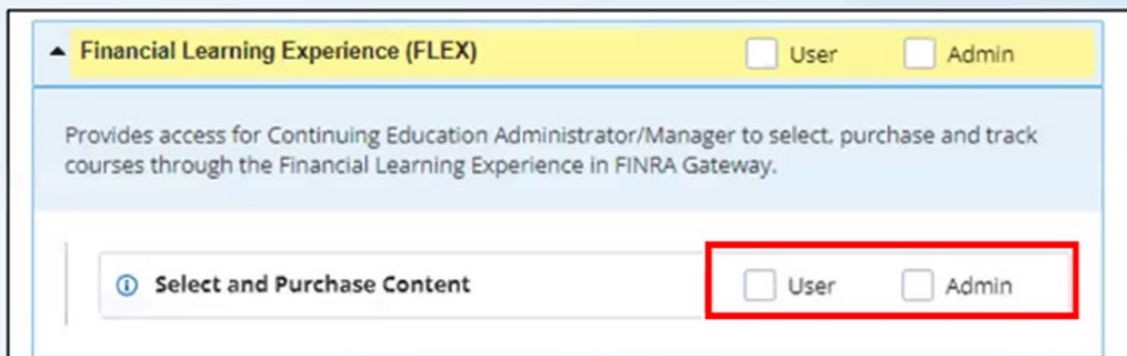 Financial Learning Experience (FLEX) User Admin
Provides access for Continuing Education Administrator/Manager to select, purchase and track
courses through the Financial Learning Experience in FINRA Gateway.
Select and Purchase Content User Admin